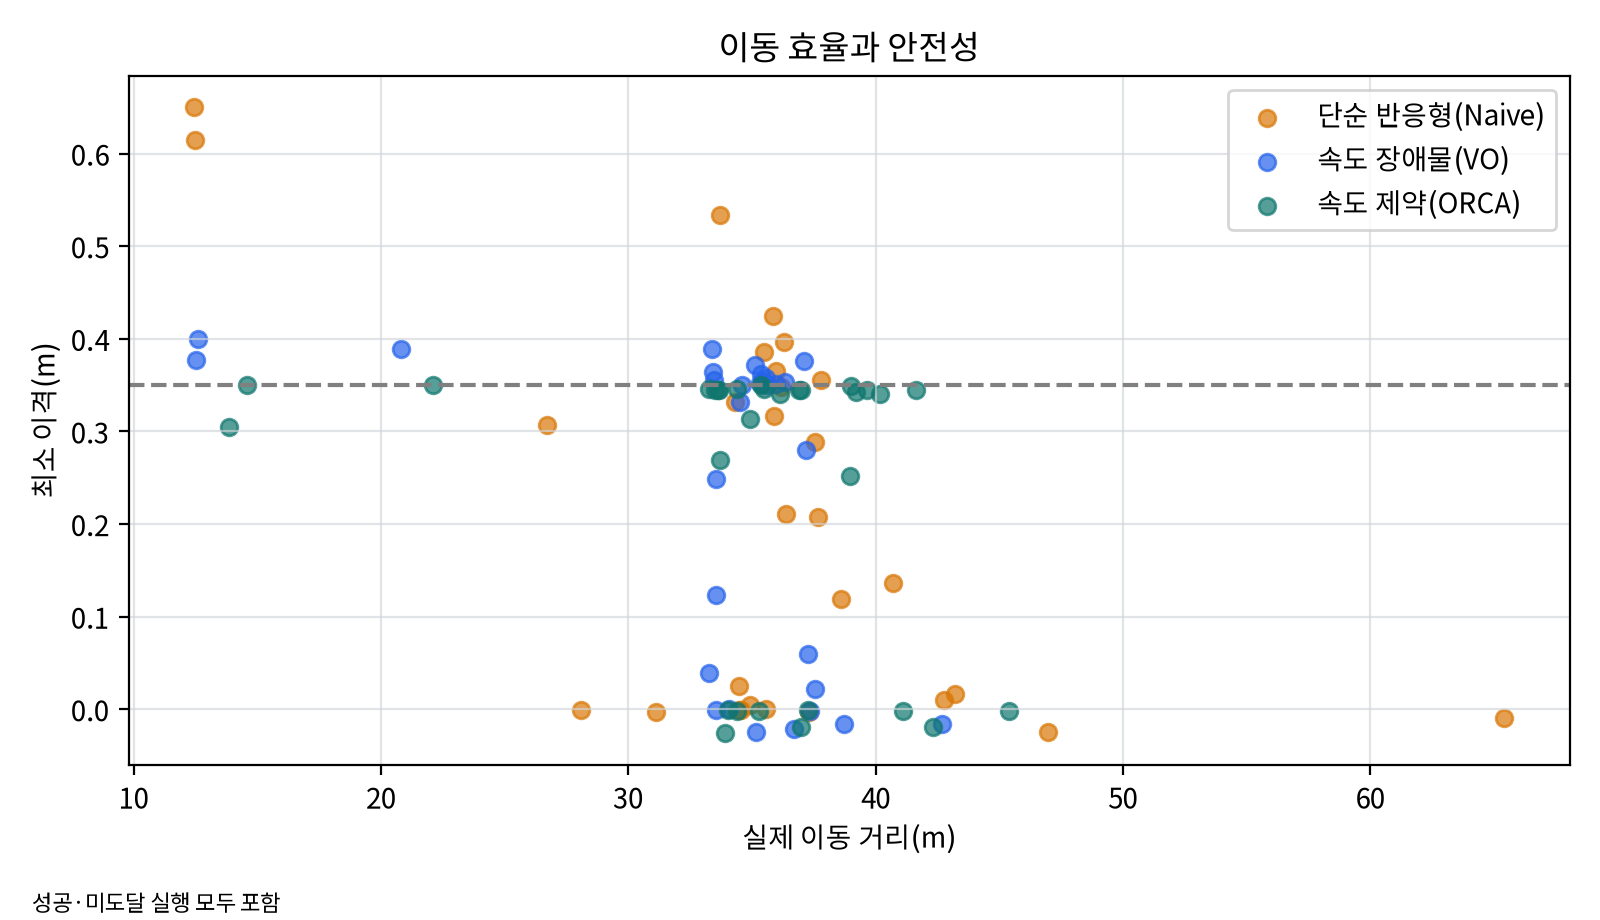 이동 효율과 안전성
단순 반응형(Naive)
속도 장애물(VO)
속도 제약(ORCA)
최소 이격(m)
0.6
0.5
0.4
0.3
0.2
0.1
0.0
10 20 30 40 50 60
실제 이동 거리(m)
성공·미도달 실행 모두 포함